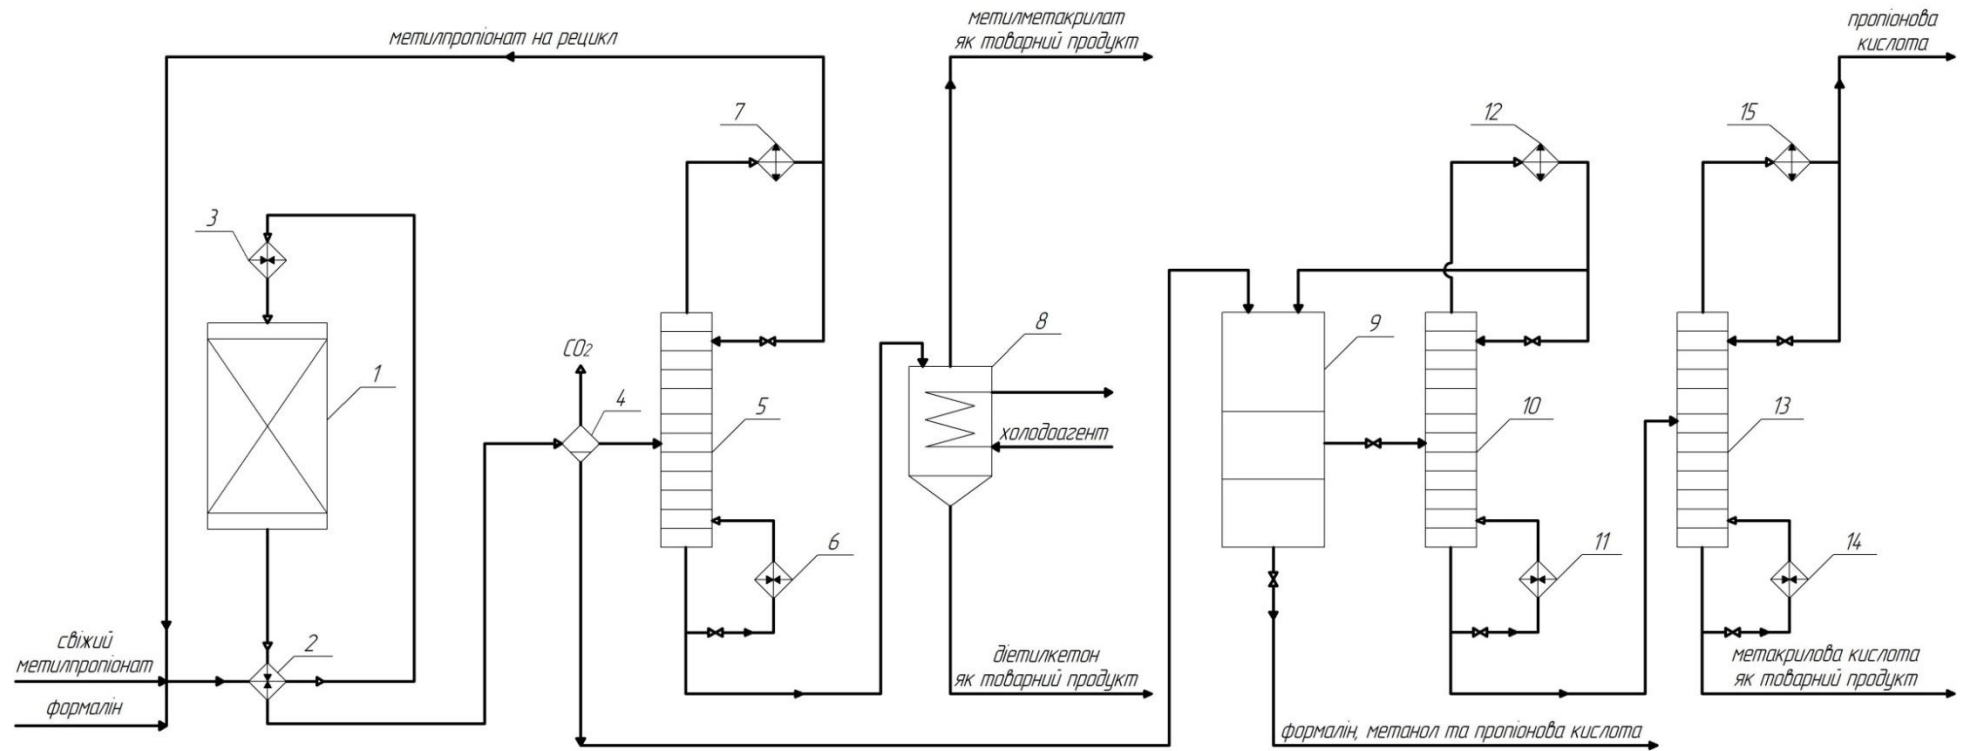 метилпропіонат на рецикл
метилметакрилат
як товарний продукт
пропіонова
кислота
7
12
15
3
8
9
CO2
1
4
5
10
13
холодоагент
6
11
14
свіжий
метилпропіонат
2
діетилкетон
як товарний продукт
метакрилова кислота
як товарний продукт
формалін
формалін, метанол та пропіонова кислота